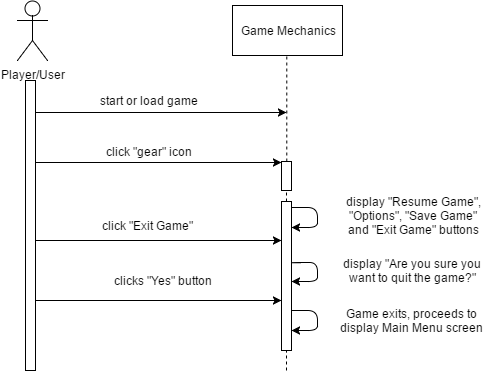 Game Mechanics
Player/User
start or load game
click "gear" icon
display "Resume Game",
"Options", "Save Game"
and "Exit Game" buttons
click "Exit Game"
display "Are you sure you
want to quit the game?"
clicks "Yes" button
Game exits, proceeds to
display Main Menu screen